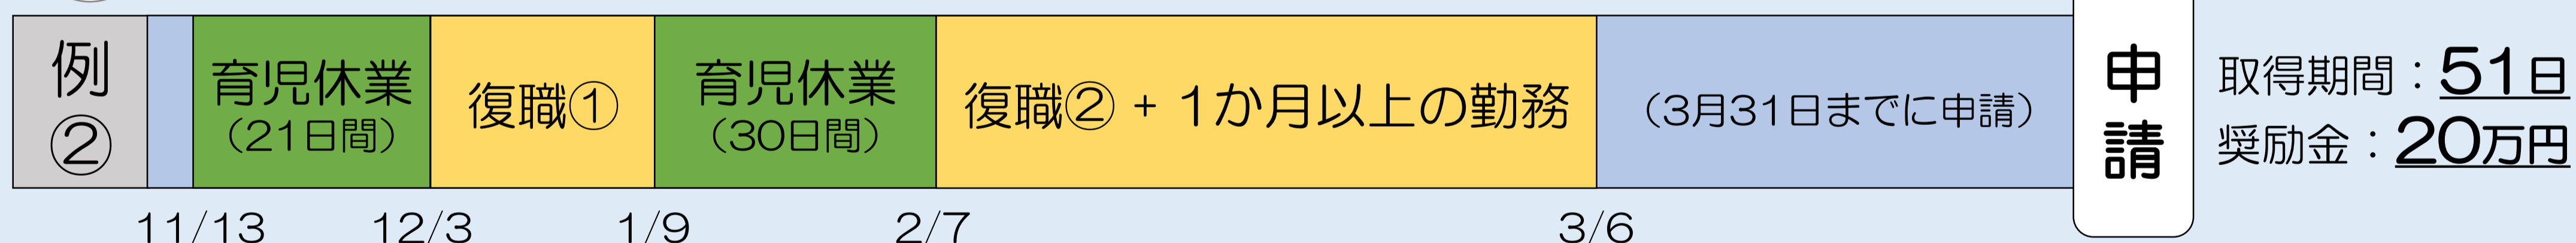 例
②
育児休業
（21日間）
復職①
育児休業
（30日間）
復職② + 1か月以上の勤務
（3月31日までに申請）
申請
取得期間：51日
奨励金：20万円
11/13
12/3
1/9
2/7
3/6